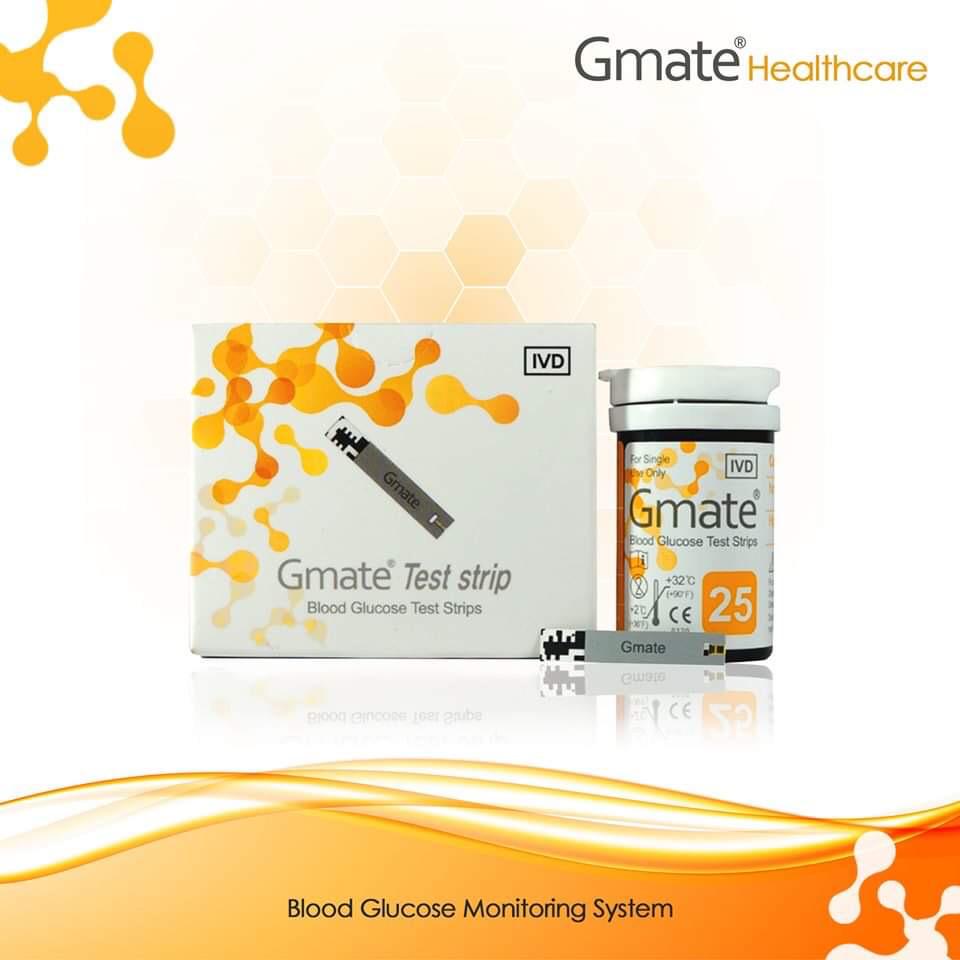 Gmate® Healthcare
IVD
Gmate
Gmate® Test strip
Blood Glucose Test Strips
For Single
Use Only
IVD
Gmate®
Blood Glucose Test Strips
+32°C
(+90°F)
+2°C
(+36°F)
CE
25
Gmate
Blood Glucose Monitoring System